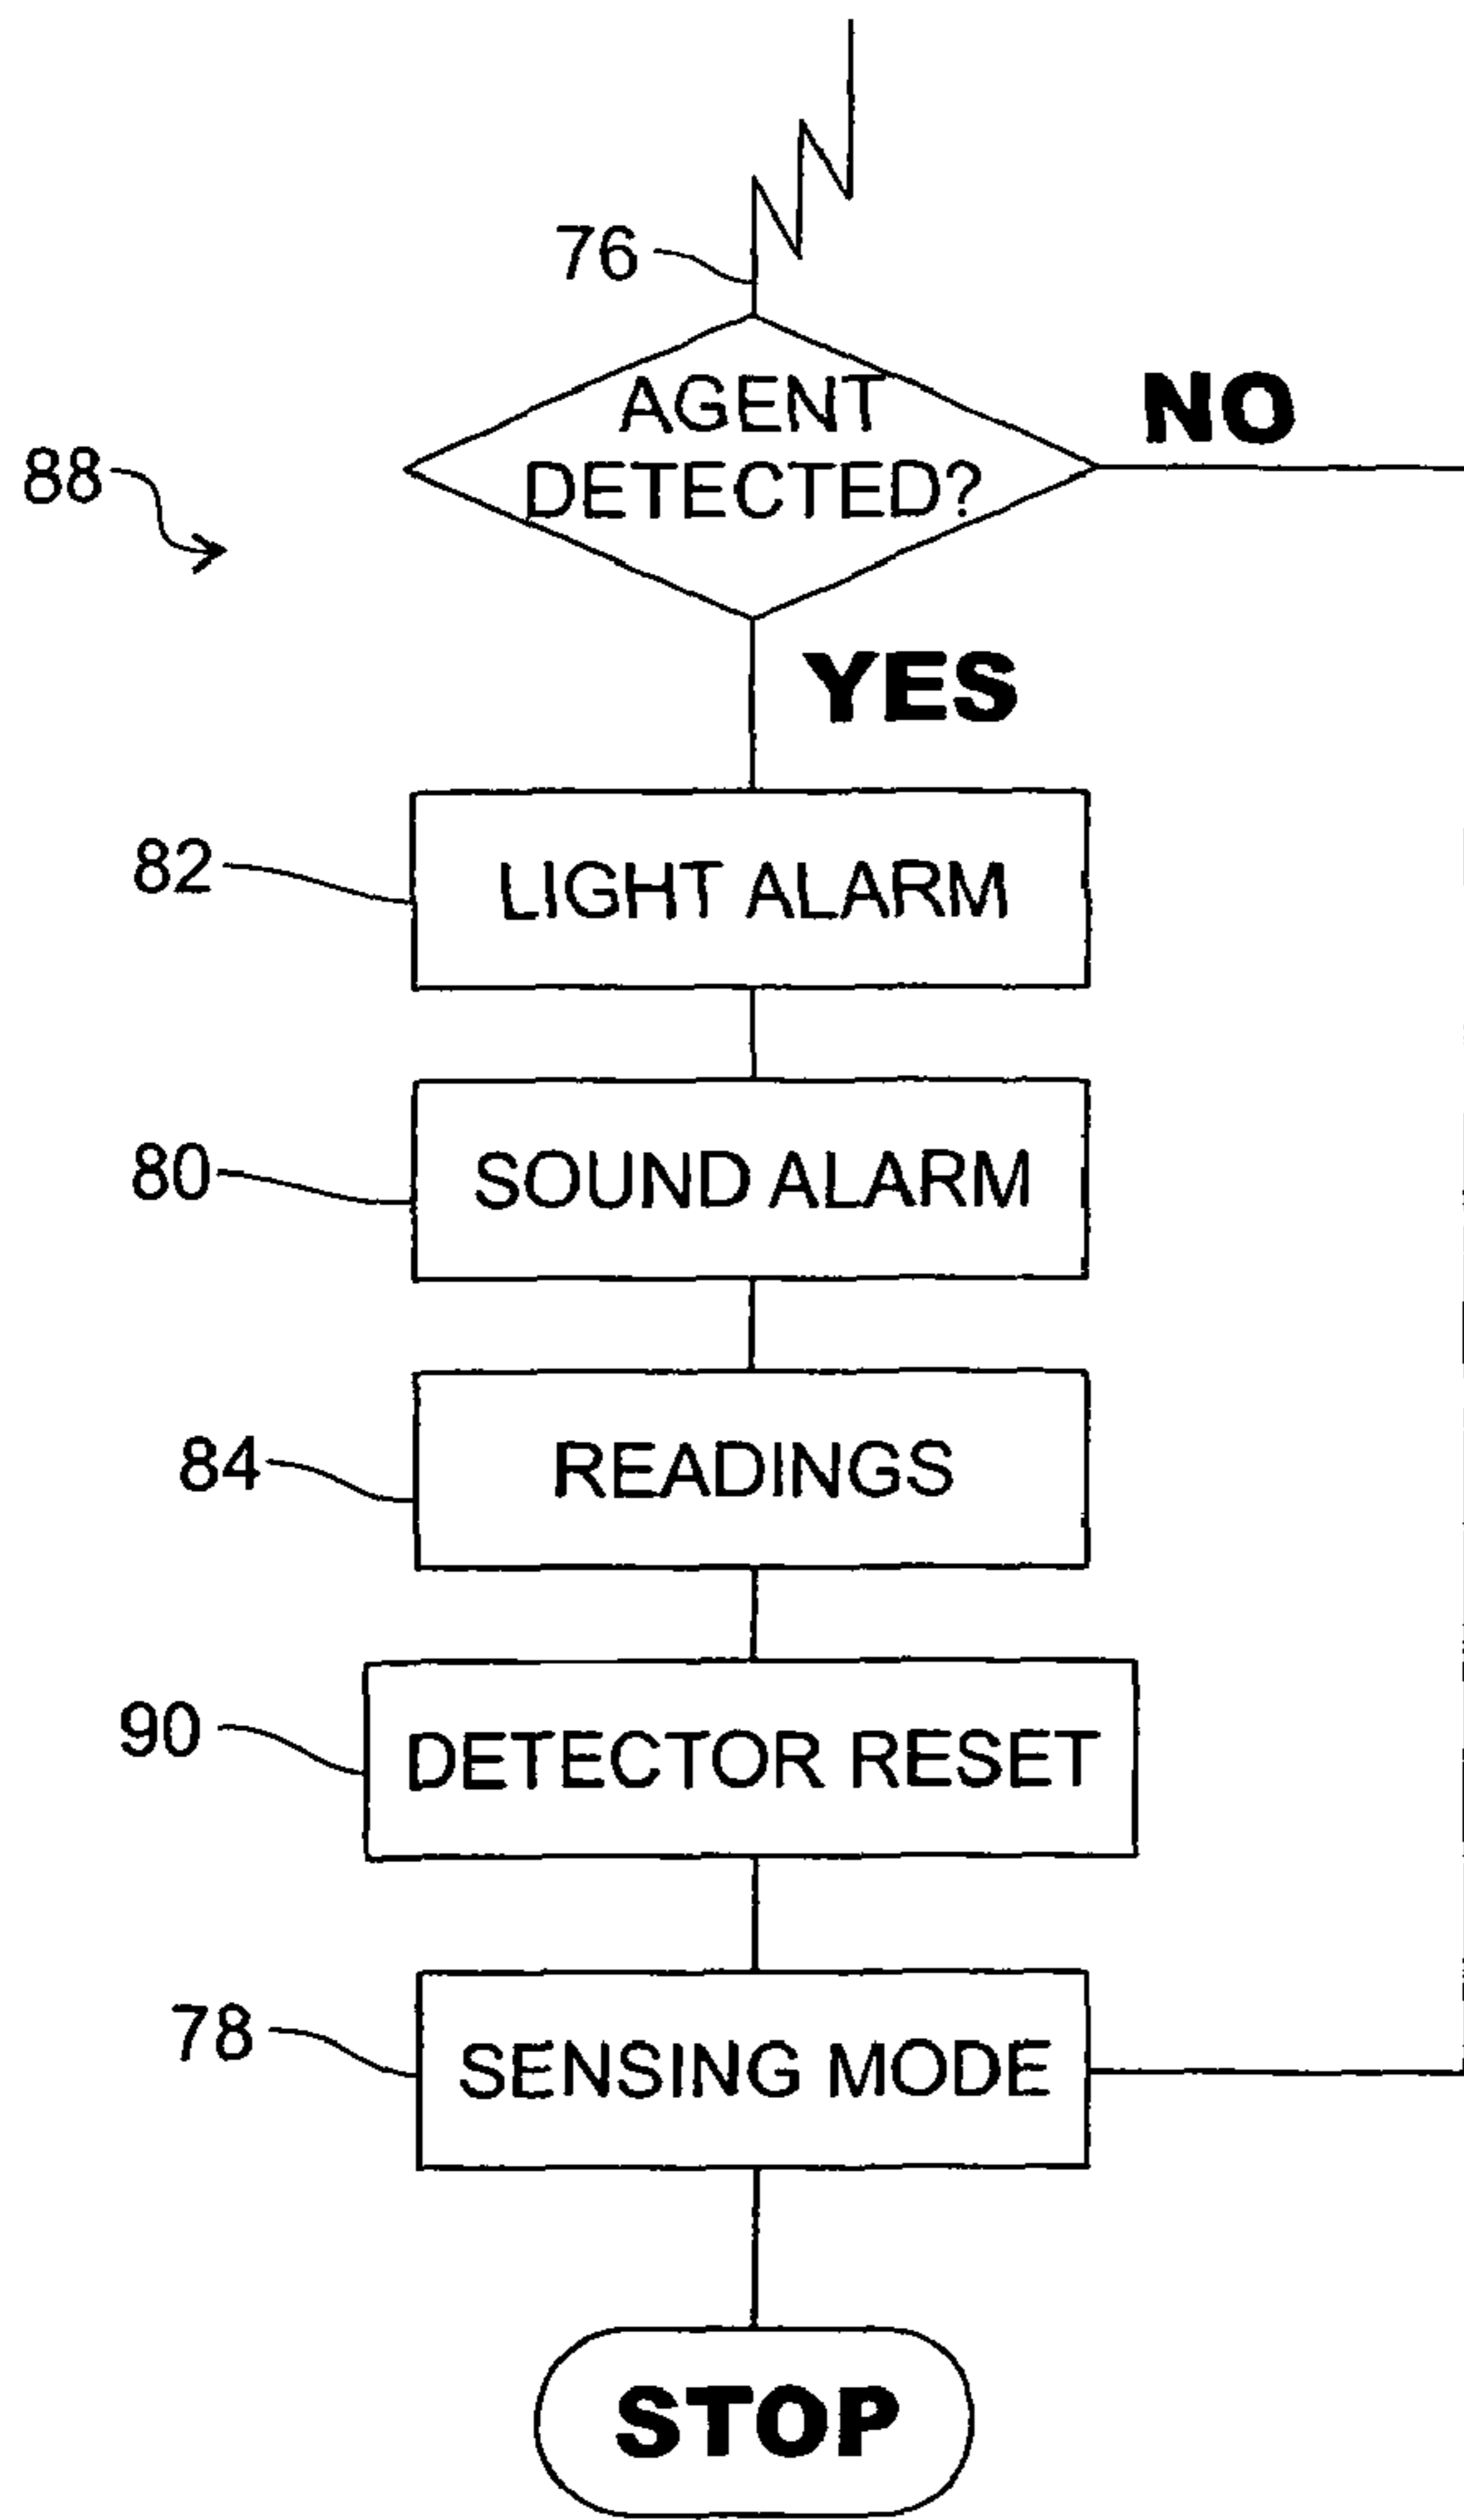 76
AGENT
DETECTED?
NO
88
YES
82
LIGHT ALARM
80
SOUND ALARM
84
READINGS
90
DETECTOR RESET
78
SENSING MODE
STOP